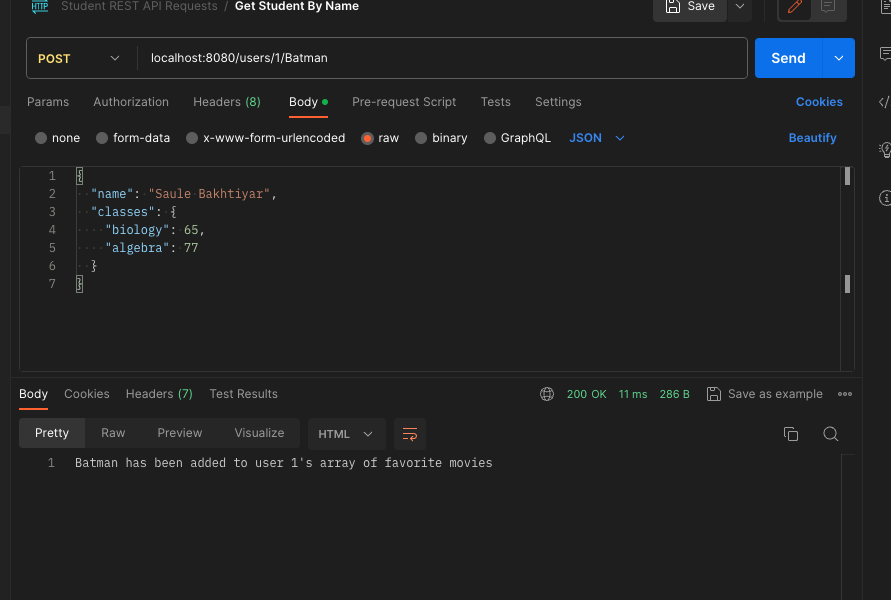 HTTP Student REST API Requests / Get Student By Name Save
POST localhost:8080/users/1/Batman Send
Params Authorization Headers (8) Body Pre-request Script Tests Settings Cookies
none form-data x-www-form-urlencoded raw binary GraphQL JSON Beautify
1 {
2 "name": "Saule Bakhtiyar",
3 "classes": {
4 "biology": 65,
5 "algebra": 77
6 }
7 }
Body Cookies Headers (7) Test Results 200 OK 11 ms 286 B Save as example
Pretty Raw Preview Visualize HTML
1 Batman has been added to user 1's array of favorite movies